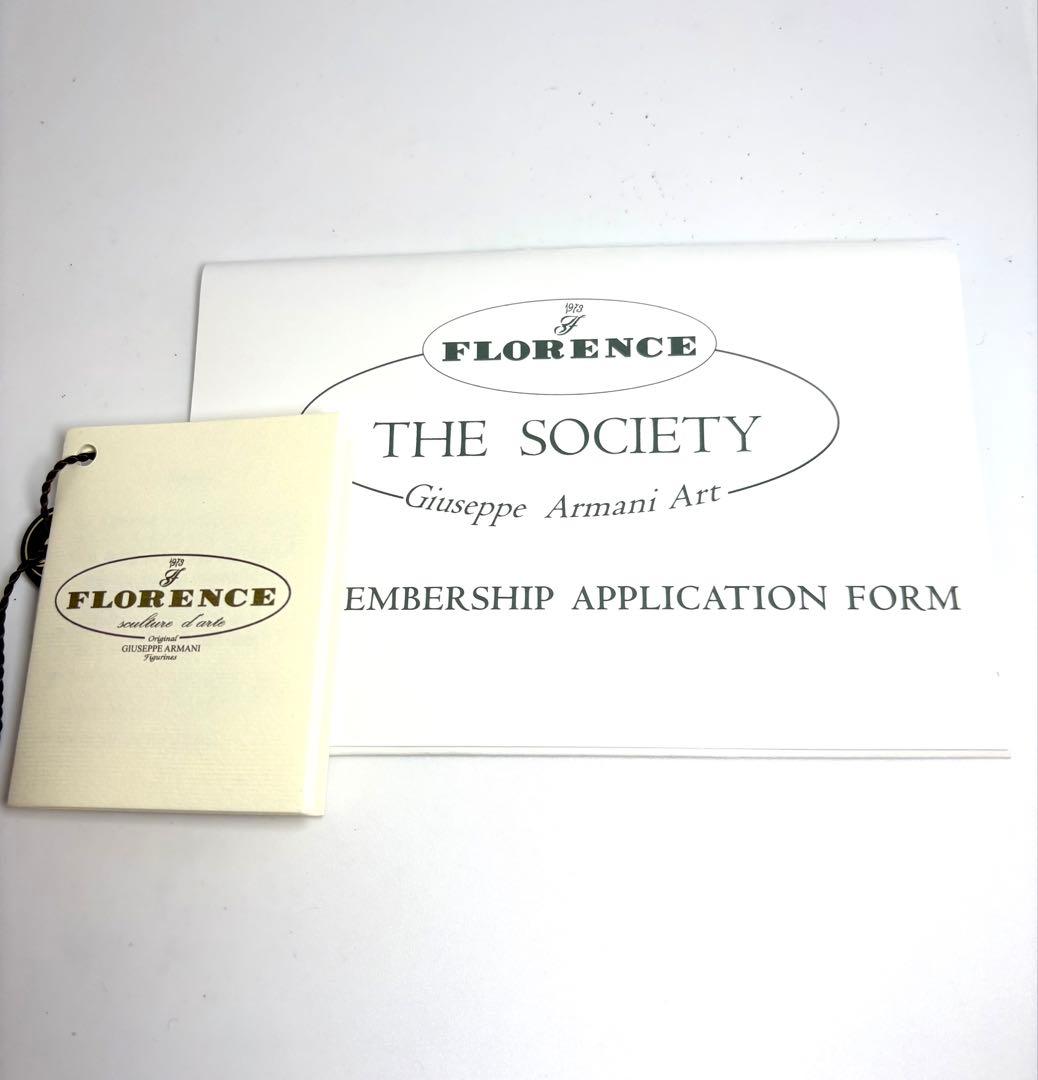 1973
FLORENCE
THE SOCIETY
Giuseppe Armani Art
EMBERSHIP APPLICATION FORM
1973
FLORENCE
sculture d'arte
Original
GIUSEPPE ARMANI
Figurines